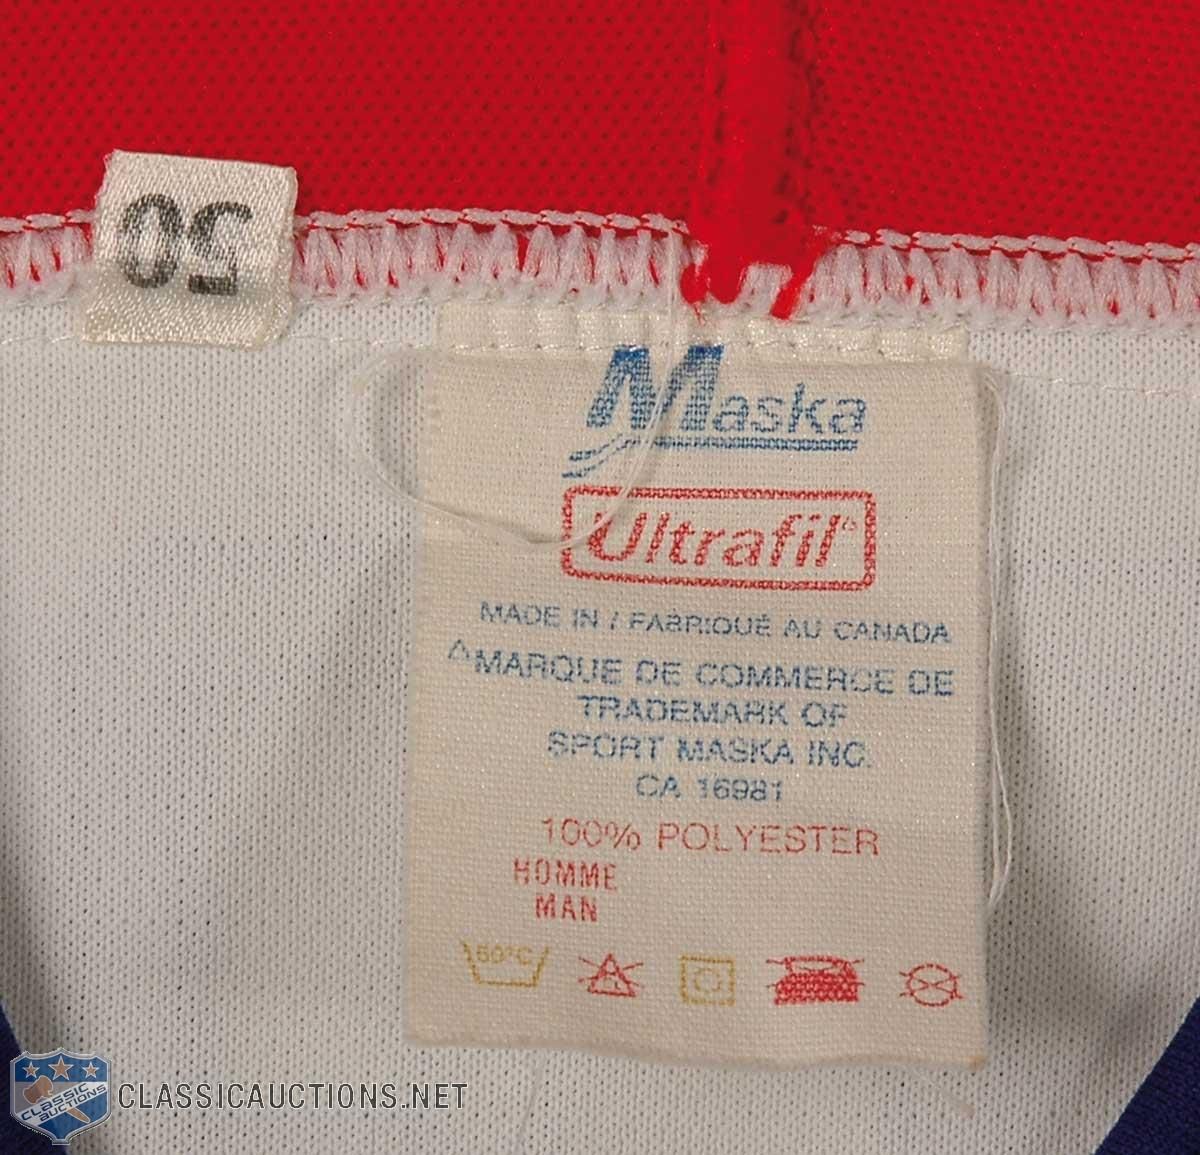 50
Maska
Ultrafil△
MADE IN / FABRIQUÉ AU CANADA
△MARQUE DE COMMERCE DE
TRADEMARK OF
SPORT MASKA INC.
CA 16981
100% POLYESTER
HOMME
MAN
60°C
CLASSIC
AUCTIONS
CLASSICAUCTIONS.NET